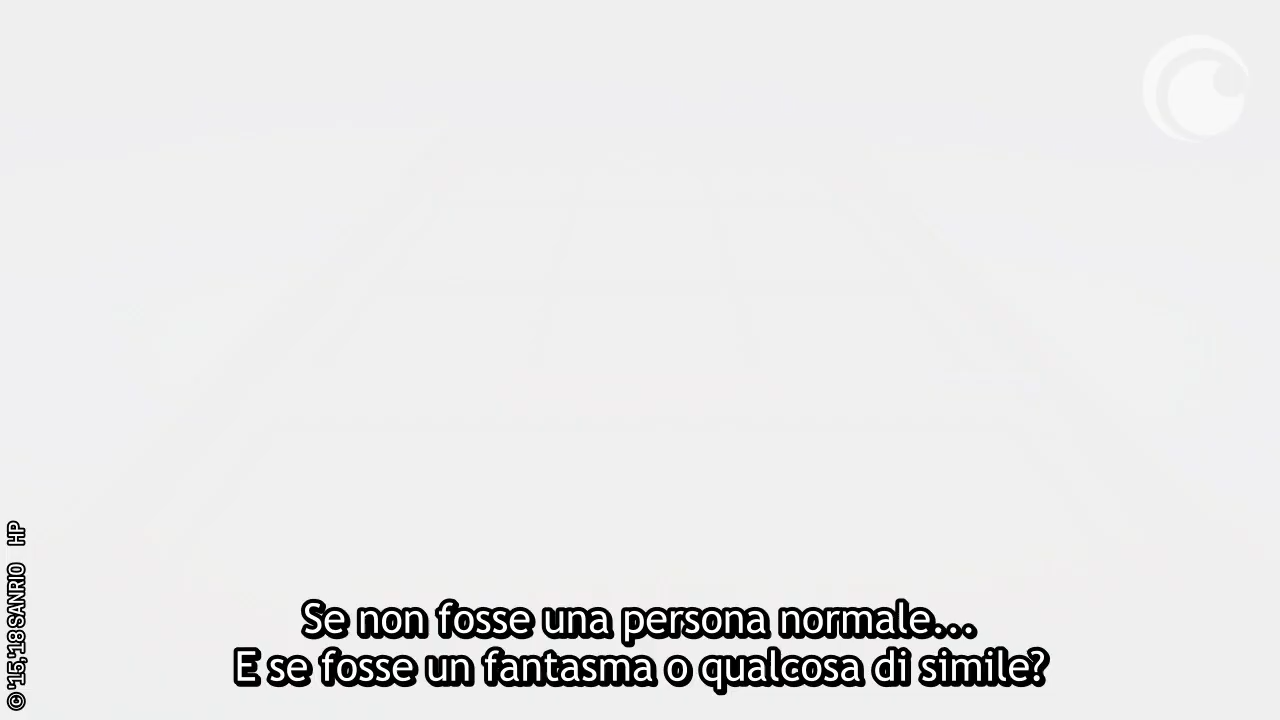 Se non fosse una persona normale...
E se fosse un fantasma o qualcosa di simile?
© '15,'18 SANRIO HP